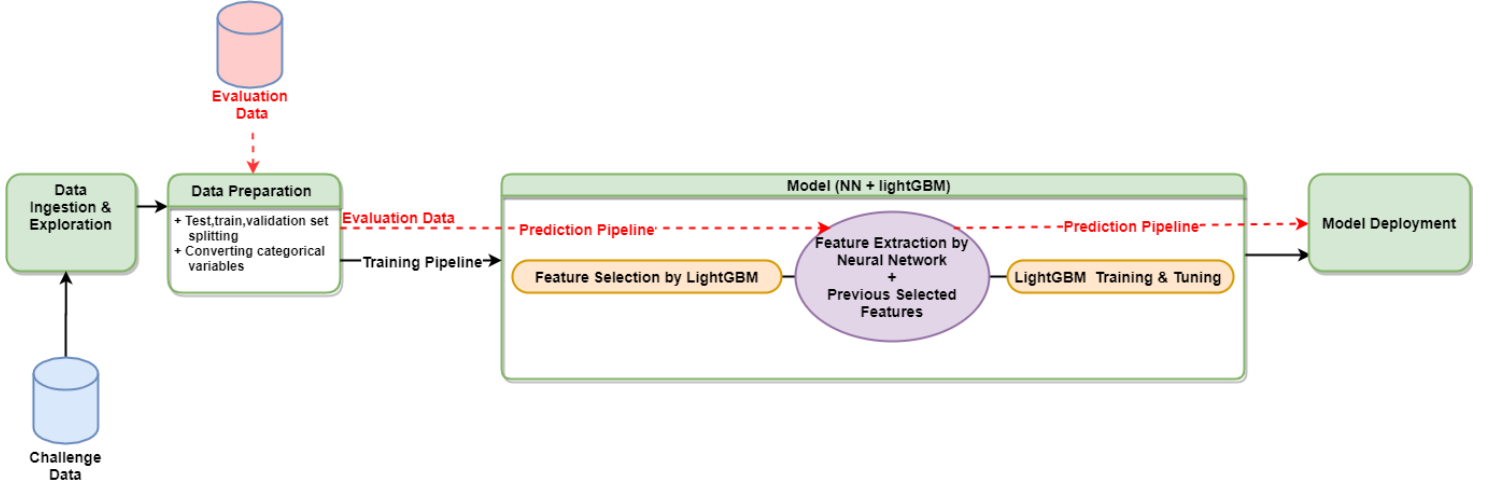 Evaluation
Data
Data
Ingestion &
Exploration
Data Preparation
+ Test,train,validation set
splitting
+ Converting categorical
variables
Evaluation Data
Training Pipeline
Model (NN + lightGBM)
Prediction Pipeline
Feature Selection by LightGBM
Feature Extraction by
Neural Network
+
Previous Selected
Features
Prediction Pipeline
LightGBM Training & Tuning
Model Deployment
Challenge
Data